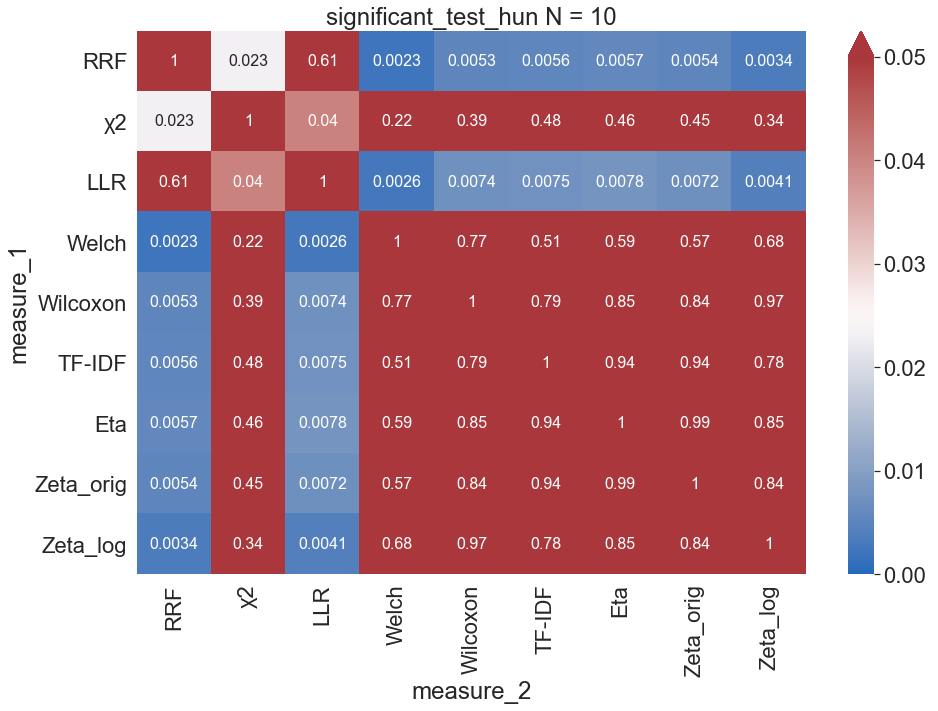 significant_test_hun N = 10
measure_1
RRF 1 0.023 0.61 0.0023 0.0053 0.0056 0.0057 0.0054 0.0034
χ2 0.023 1 0.04 0.22 0.39 0.48 0.46 0.45 0.34
LLR 0.61 0.04 1 0.0026 0.0074 0.0075 0.0078 0.0072 0.0041
Welch 0.0023 0.22 0.0026 1 0.77 0.51 0.59 0.57 0.68
Wilcoxon 0.0053 0.39 0.0074 0.77 1 0.79 0.85 0.84 0.97
TF-IDF 0.0056 0.48 0.0075 0.51 0.79 1 0.94 0.94 0.78
Eta 0.0057 0.46 0.0078 0.59 0.85 0.94 1 0.99 0.85
Zeta_orig 0.0054 0.45 0.0072 0.57 0.84 0.94 0.99 1 0.84
Zeta_log 0.0034 0.34 0.0041 0.68 0.97 0.78 0.85 0.84 1
RRF χ2 LLR Welch Wilcoxon TF-IDF Eta Zeta_orig Zeta_log
measure_2
0.05
0.04
0.03
0.02
0.01
0.00